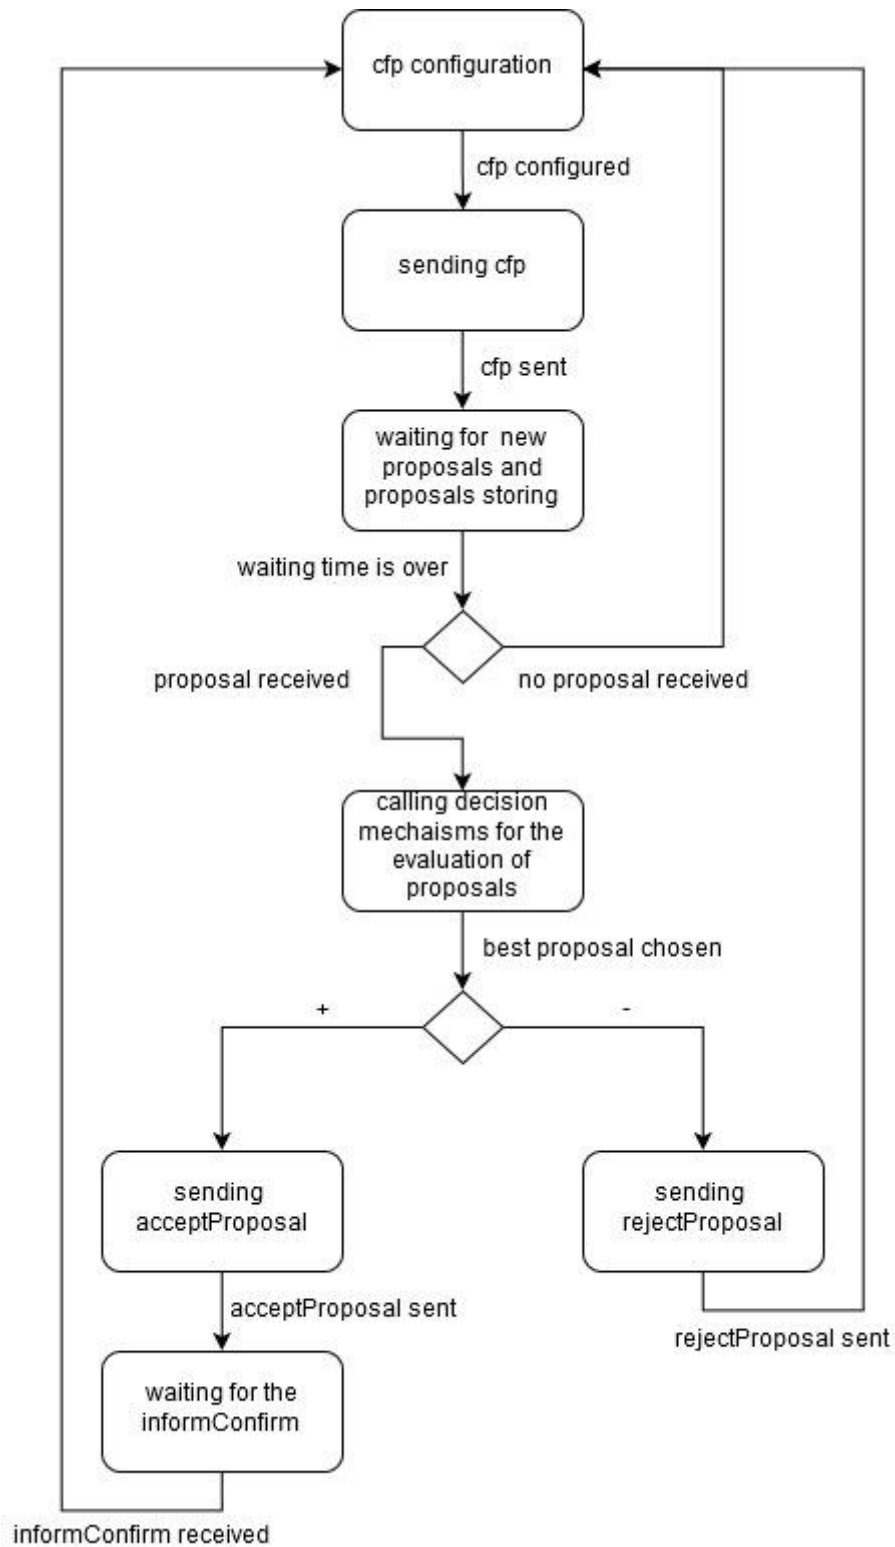 cfp configuration
cfp configured
sending cfp
cfp sent
waiting for new
proposals and
proposals storing
waiting time is over
proposal received
no proposal received
calling decision
mechaisms for the
evaluation of
proposals
best proposal chosen
+
-
sending
acceptProposal
sending
rejectProposal
acceptProposal sent
rejectProposal sent
waiting for the
informConfirm
informConfirm received